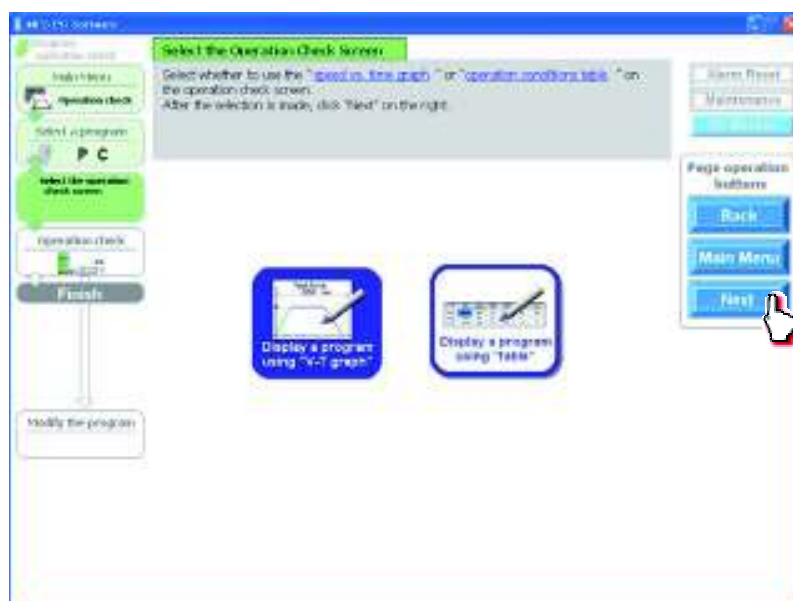 Software
operation check
Main Menu
Operation check
Select a program
P C
Select the operation
check screen
Operation check
Finish
Modify the program
Select the Operation Check Screen
Select whether to use the "speed vs. time graph " or "operation conditions table " on
the operation check screen.
After the selection is made, click "Next" on the right.
Display a program
using "V-T graph"
Display a program
using "Table"
Alarm Reset
Maintenance
Page operation
buttons
Back
Main Menu
Next